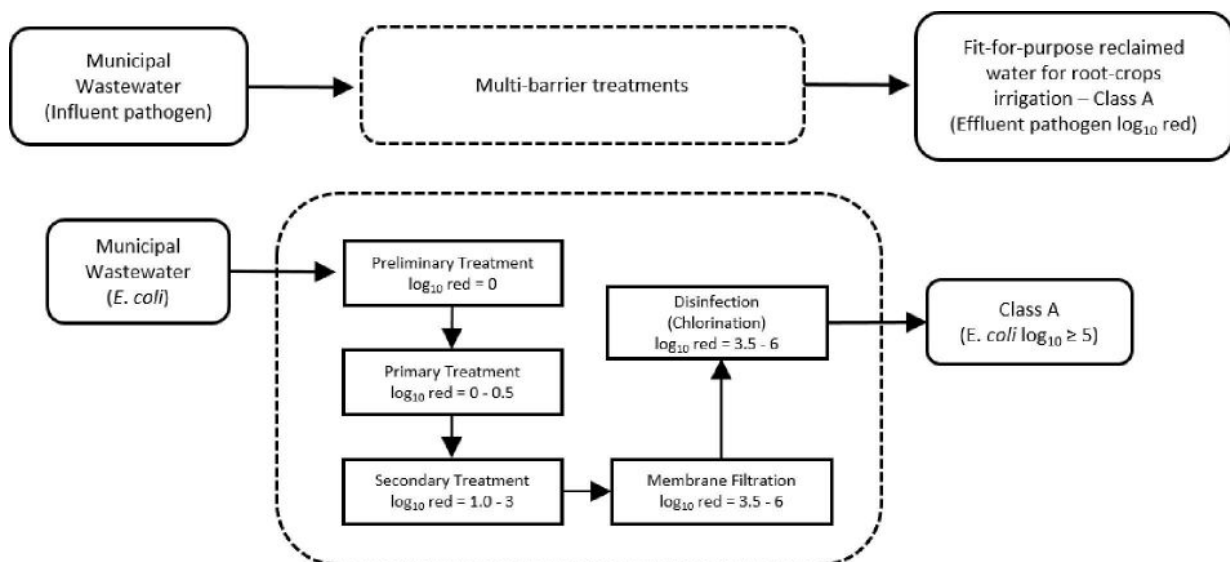 Municipal
Wastewater
(Influent pathogen)
Multi-barrier treatments
Fit-for-purpose reclaimed
water for root-crops
irrigation – Class A
(Effluent pathogen log₁₀ red)
Municipal
Wastewater
(E. coli)
Preliminary Treatment
log₁₀ red = 0
Primary Treatment
log₁₀ red = 0 - 0.5
Secondary Treatment
log₁₀ red = 1.0 - 3
Membrane Filtration
log₁₀ red = 3.5 - 6
Disinfection
(Chlorination)
log₁₀ red = 3.5 - 6
Class A
(E. coli log₁₀ ≥ 5)